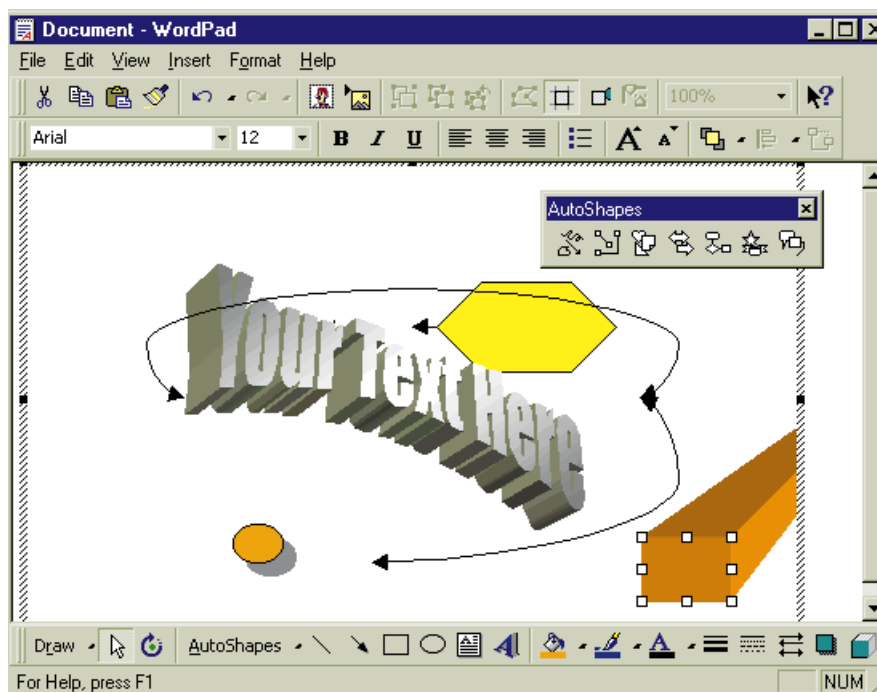 Document - WordPad
File Edit View Insert Format Help
100%
Arial 12 B I U A A
AutoShapes
Your Text Here
Draw AutoShapes A A
For Help, press F1 NUM